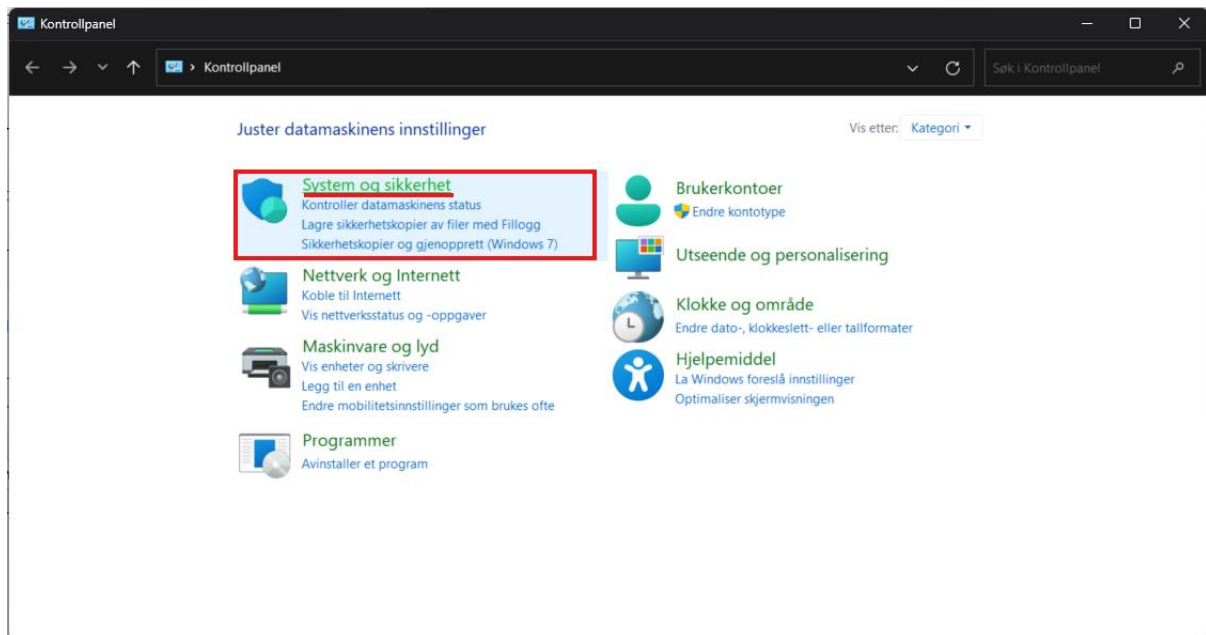 Kontrollpanel
Kontrollpanel
Søk i Kontrollpanel
Juster datamaskinens innstillinger
Vis etter: Kategori
System og sikkerhet
Kontroller datamaskinens status
Lagre sikkerhetskopier av filer med Fillogg
Sikkerhetskopier og gjenopprett (Windows 7)
Nettverk og Internett
Koble til Internett
Vis nettverksstatus og -oppgaver
Maskinvare og lyd
Vis enheter og skrivere
Legg til en enhet
Endre mobilitetsinnstillinger som brukes ofte
Programmer
Avinstaller et program
Brukerkontoer
Endre kontotype
Utseende og personalisering
Klokke og område
Endre dato-, klokkeslett- eller tallformater
Hjelpemiddel
La Windows foreslå innstillinger
Optimaliser skjermvisningen